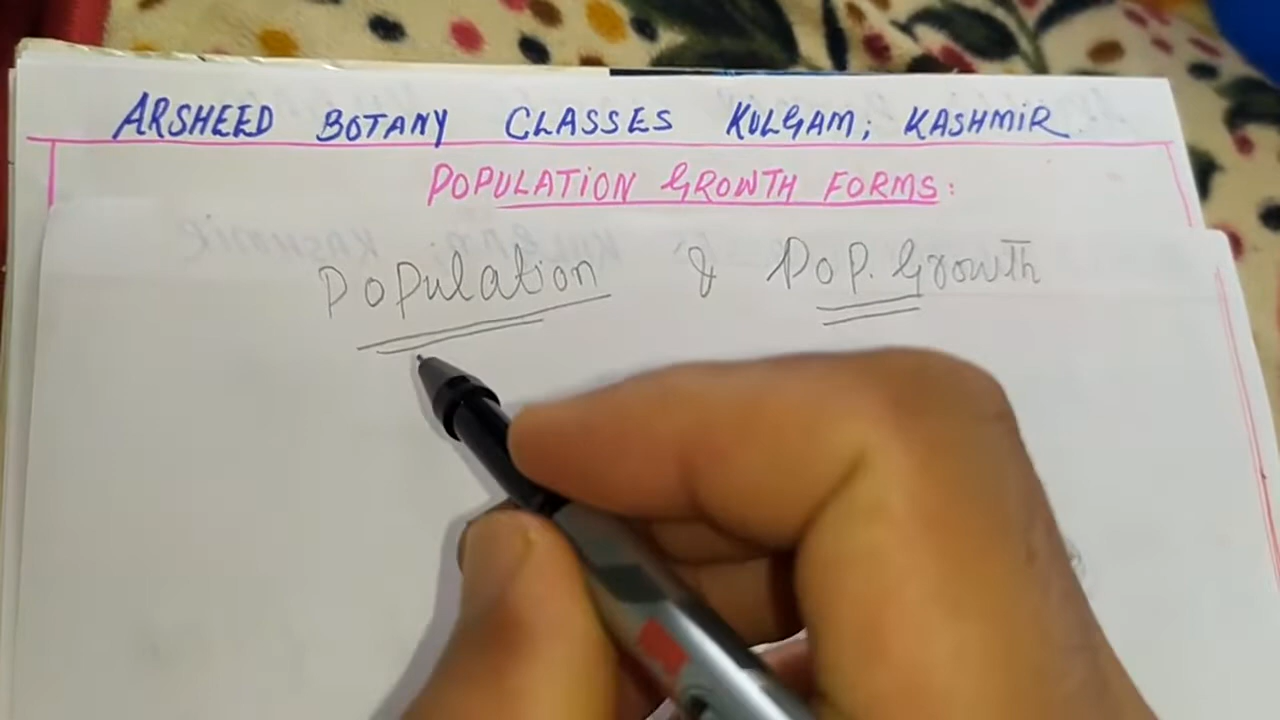 ARSHEED BOTANY CLASSES KULGAM; KASHMIR
POPULATION GROWTH FORMS:
Population & Pop. Growth